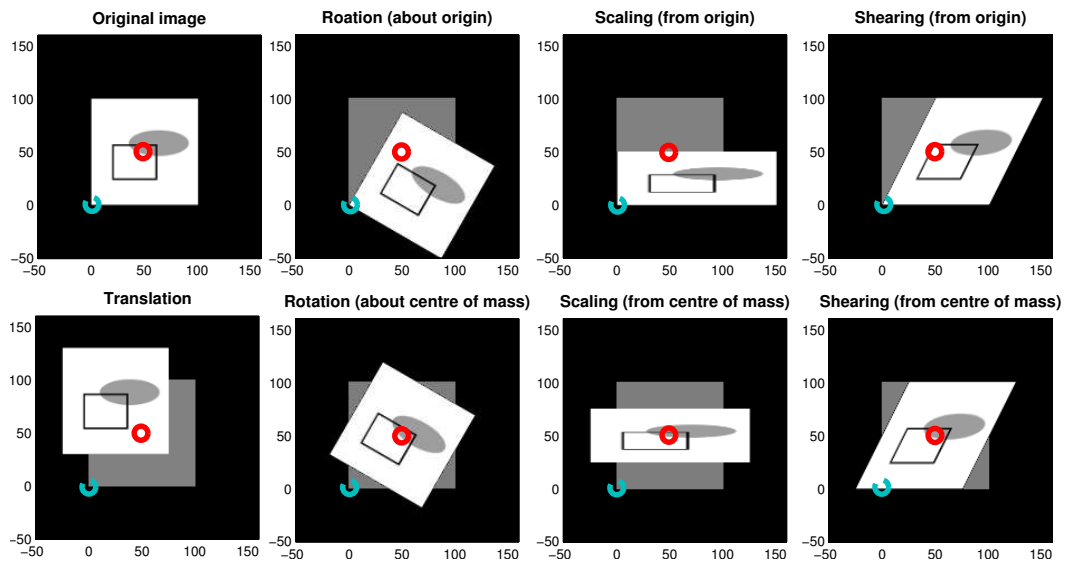 Original image
Roation (about origin)
Scaling (from origin)
Shearing (from origin)
150
100
50
0
−50
−50 0 50 100 150
150
100
50
0
−50
−50 0 50 100 150
150
100
50
0
−50
−50 0 50 100 150
150
100
50
0
−50
−50 0 50 100 150
Translation
Rotation (about centre of mass)
Scaling (from centre of mass)
Shearing (from centre of mass)
150
100
50
0
−50
−50 0 50 100 150
150
100
50
0
−50
−50 0 50 100 150
150
100
50
0
−50
−50 0 50 100 150
150
100
50
0
−50
−50 0 50 100 150